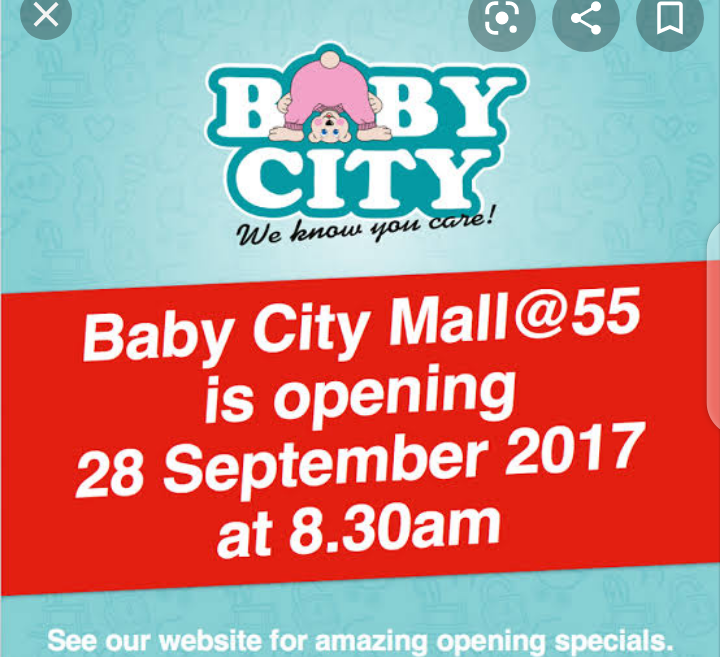 BABY
CITY
We know you care!
Baby City Mall@55
is opening
28 September 2017
at 8.30am
See our website for amazing opening specials.